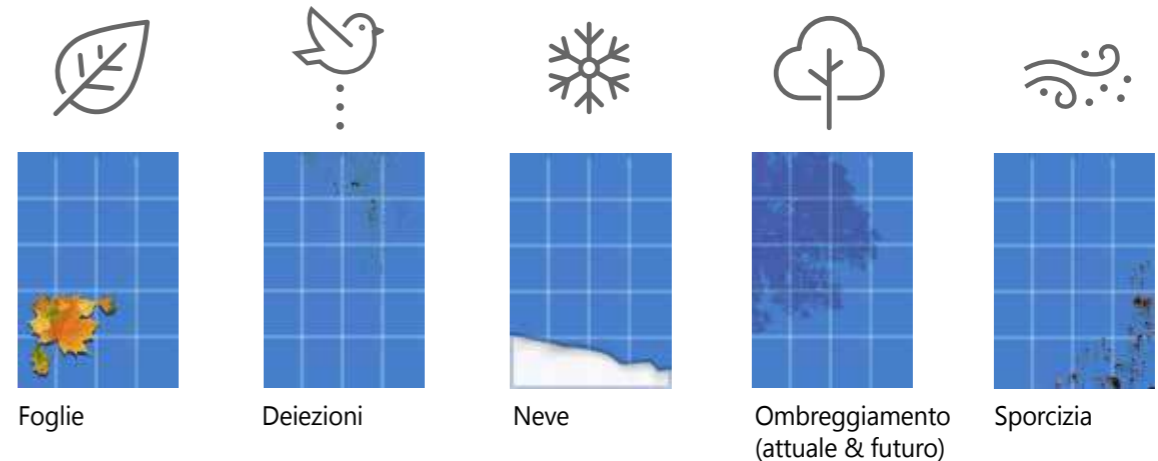 Foglie
Deiezioni
Neve
Ombreggiamento
(attuale & futuro)
Sporcizia